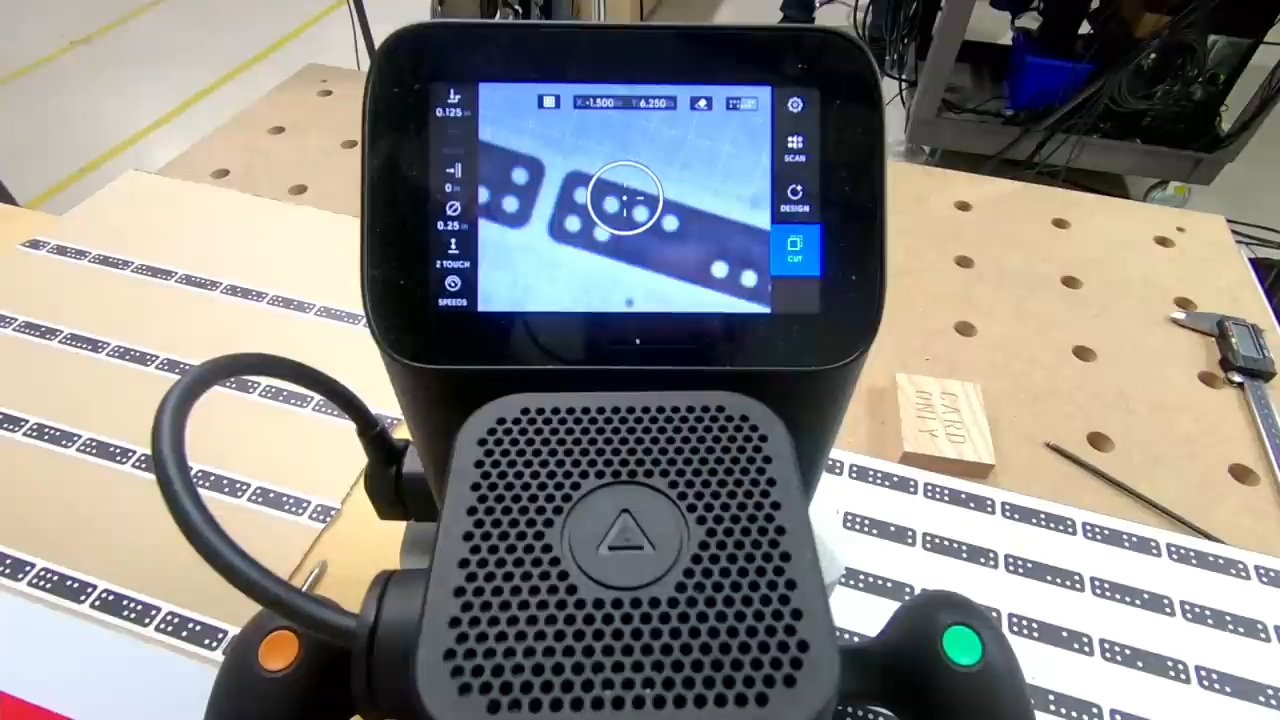 X: -1.500 in Y: 6.250 in
0.125 in
0 in
0.25 in
Z TOUCH
SPEEDS
SCAN
DESIGN
CUT
CARD
ONLY